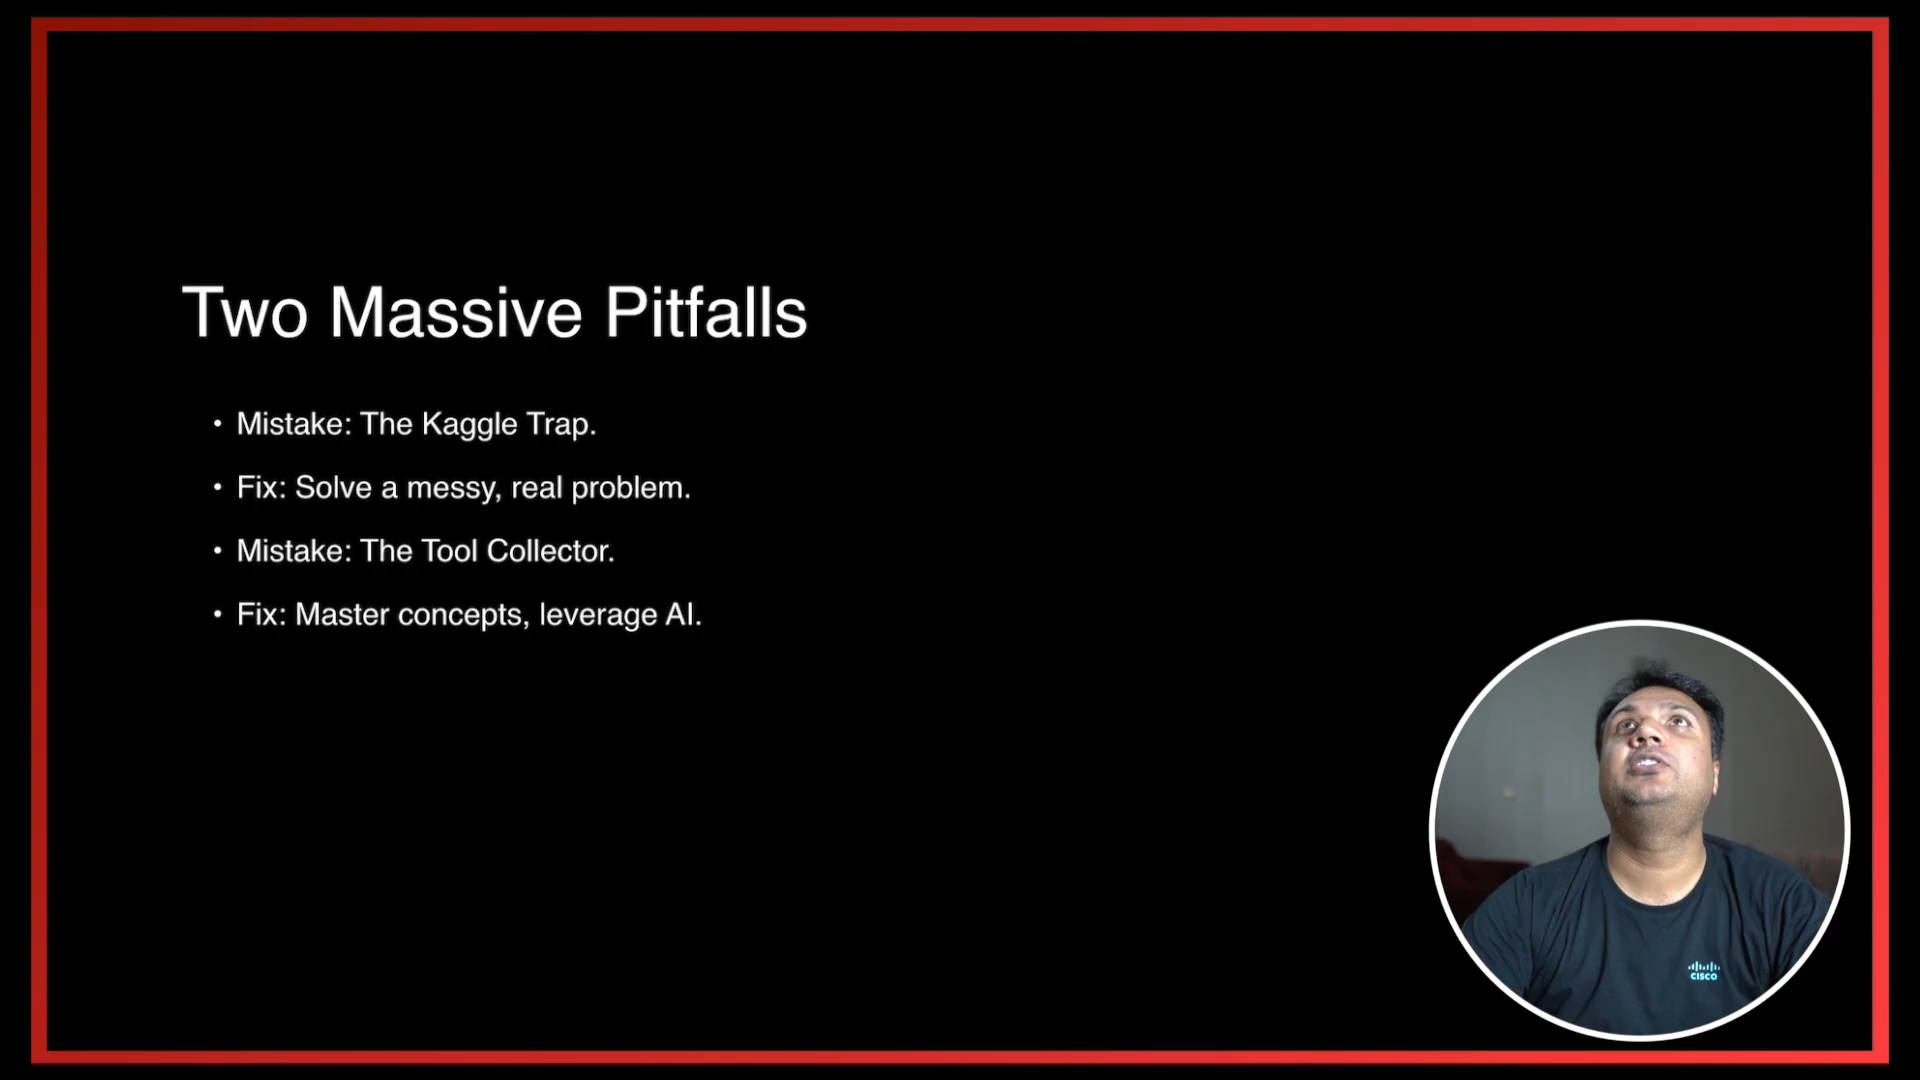 Two Massive Pitfalls
• Mistake: The Kaggle Trap.
• Fix: Solve a messy, real problem.
• Mistake: The Tool Collector.
• Fix: Master concepts, leverage AI.
CISCO